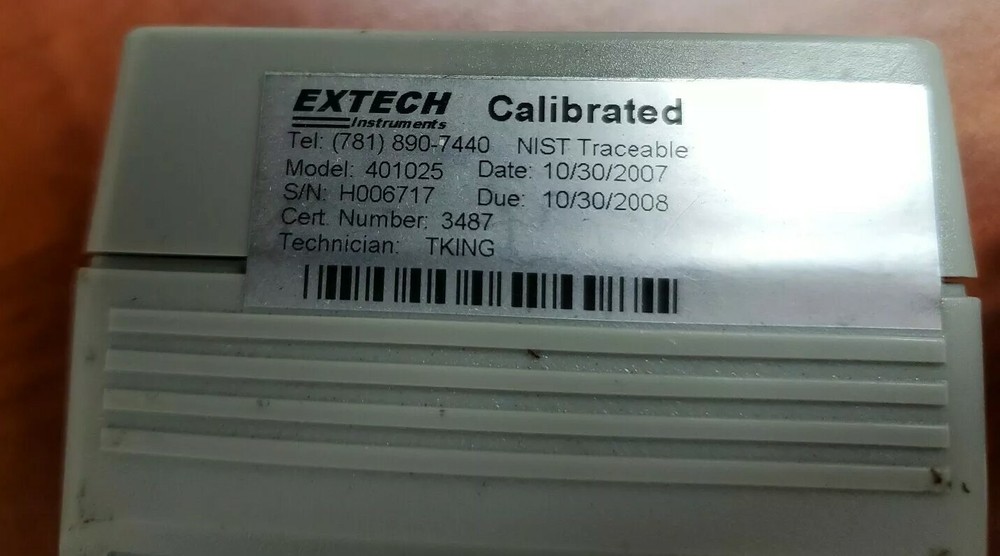 EXTECH Calibrated
Instruments
Tel: (781) 890-7440 NIST Traceable
Model: 401025 Date: 10/30/2007
S/N: H006717 Due: 10/30/2008
Cert. Number: 3487
Technician: TKING